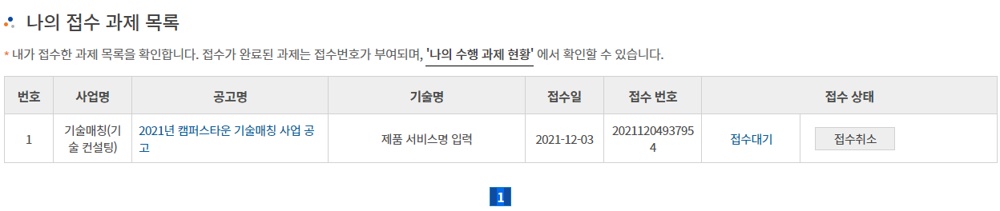 나의 접수 과제 목록
* 내가 접수한 과제 목록을 확인합니다. 접수가 완료된 과제는 접수번호가 부여되며, '나의 수행 과제 현황' 에서 확인할 수 있습니다.
번호 사업명 공고명 기술명 접수일 접수 번호 접수 상태
1 기술매칭(기 2021년 캠퍼스타운 기술매칭 사업 공 제품 서비스명 입력 2021-12-03 2021120493795 접수대기 접수취소
술 컨설팅) 고 4
1